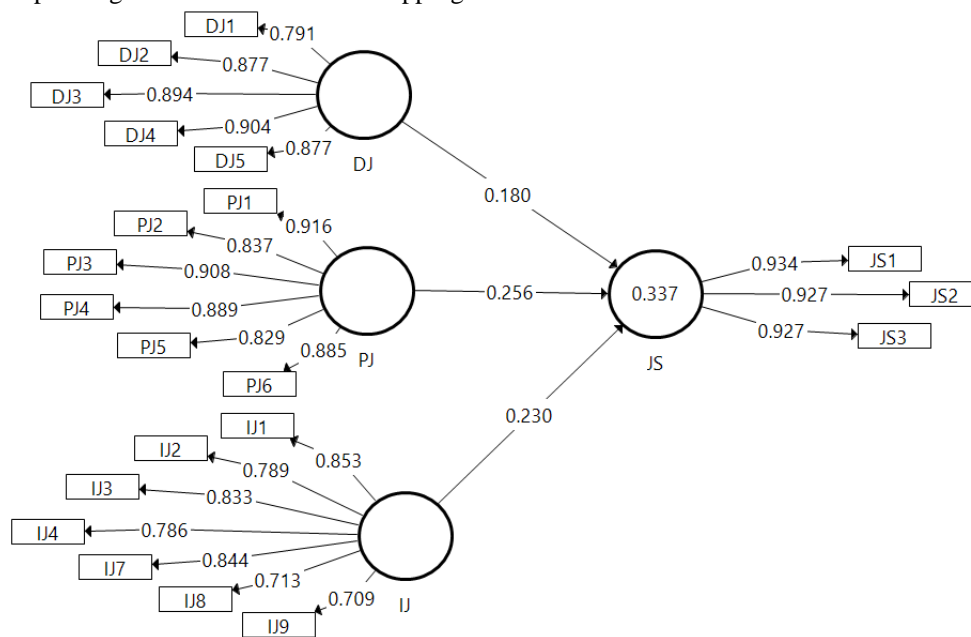 DJ1
0.791
DJ2
0.877
DJ3
0.894
DJ4
0.904
DJ5
0.877
DJ
0.180
PJ1
0.916
PJ2
0.837
PJ3
0.908
PJ4
0.889
PJ5
0.829
PJ6
0.885
PJ
0.256
IJ1
0.853
IJ2
0.789
IJ3
0.833
IJ4
0.786
IJ7
0.844
IJ8
0.713
IJ9
0.709
IJ
0.230
0.337
JS
0.934
JS1
0.927
JS2
0.927
JS3